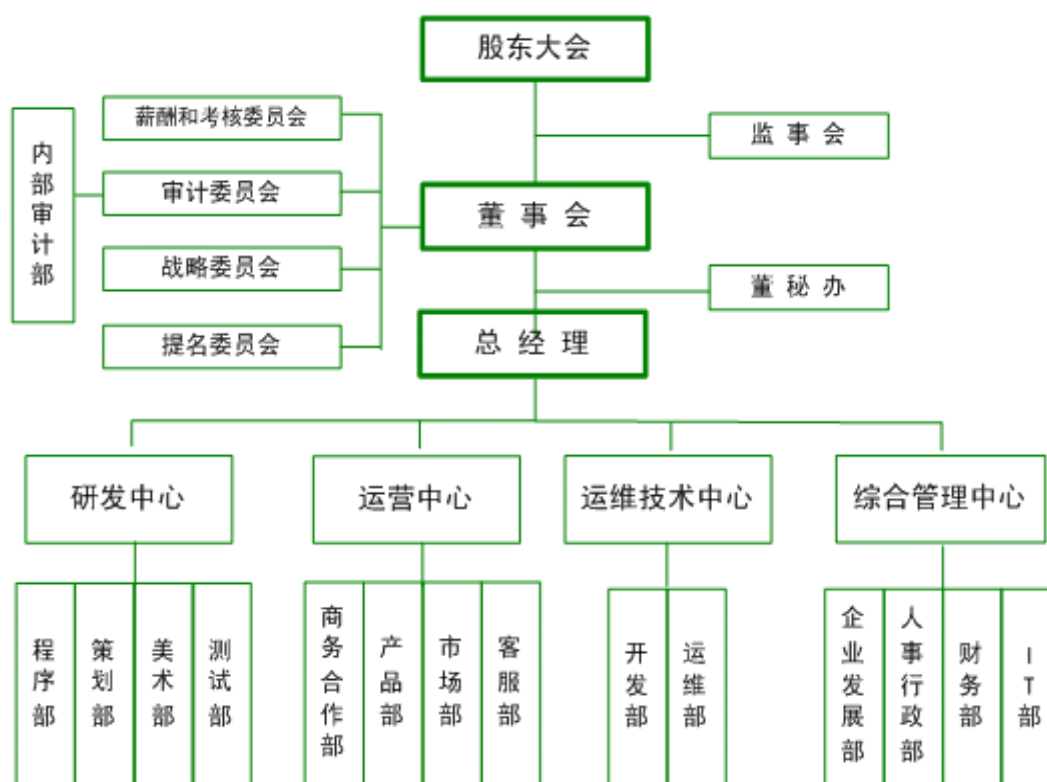 股东大会
薪酬和考核委员会
监事会
内部审计部
审计委员会
董事会
战略委员会
董秘办
提名委员会
总经理
研发中心
运营中心
运维技术中心
综合管理中心
程序部
策划部
美术部
测试部
商务合作部
产品部
市场部
客服部
开发部
运维部
企业发展部
人事行政部
财务部
IT部